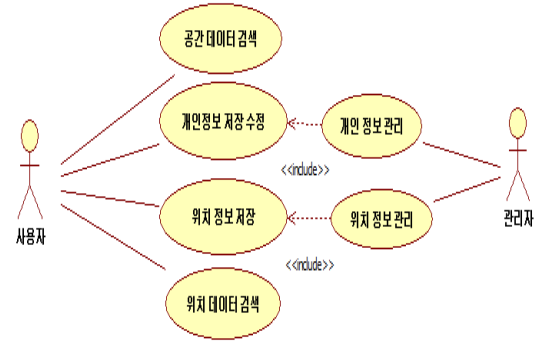 공간 데이터 검색
개인정보 저장 수정
개인 정보 관리
<<include>>
위치 정보 저장
위치 정보 관리
사용자
관리자
<<include>>
위치 데이터 검색